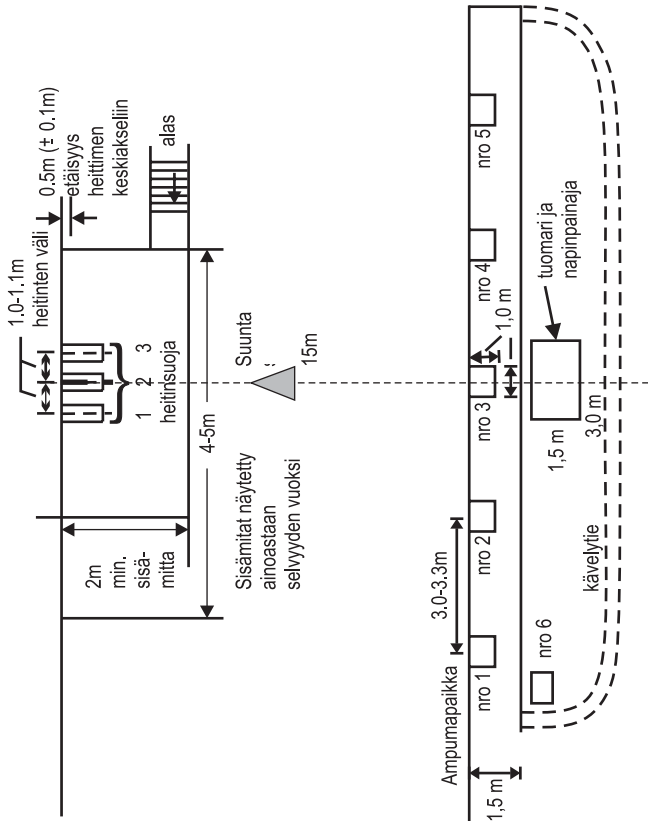 0.5m (± 0.1m)
etäisyys
heittimen
keskiakseliin
1.0-1.1m
heitinten väli
alas
1
2
3
heitinsuoja
2m
min.
sisä-
mitta
4-5m
Sisämitat näytetty
ainoastaan
selvyyden vuoksi
Suunta
15m
Ampumapaikka
3.0-3.3m
nro 1
nro 2
nro 3
nro 4
nro 5
1,0 m
1,5 m
nro 6
1,5 m
3,0 m
tuomari ja
napinpainaja
kävelytie